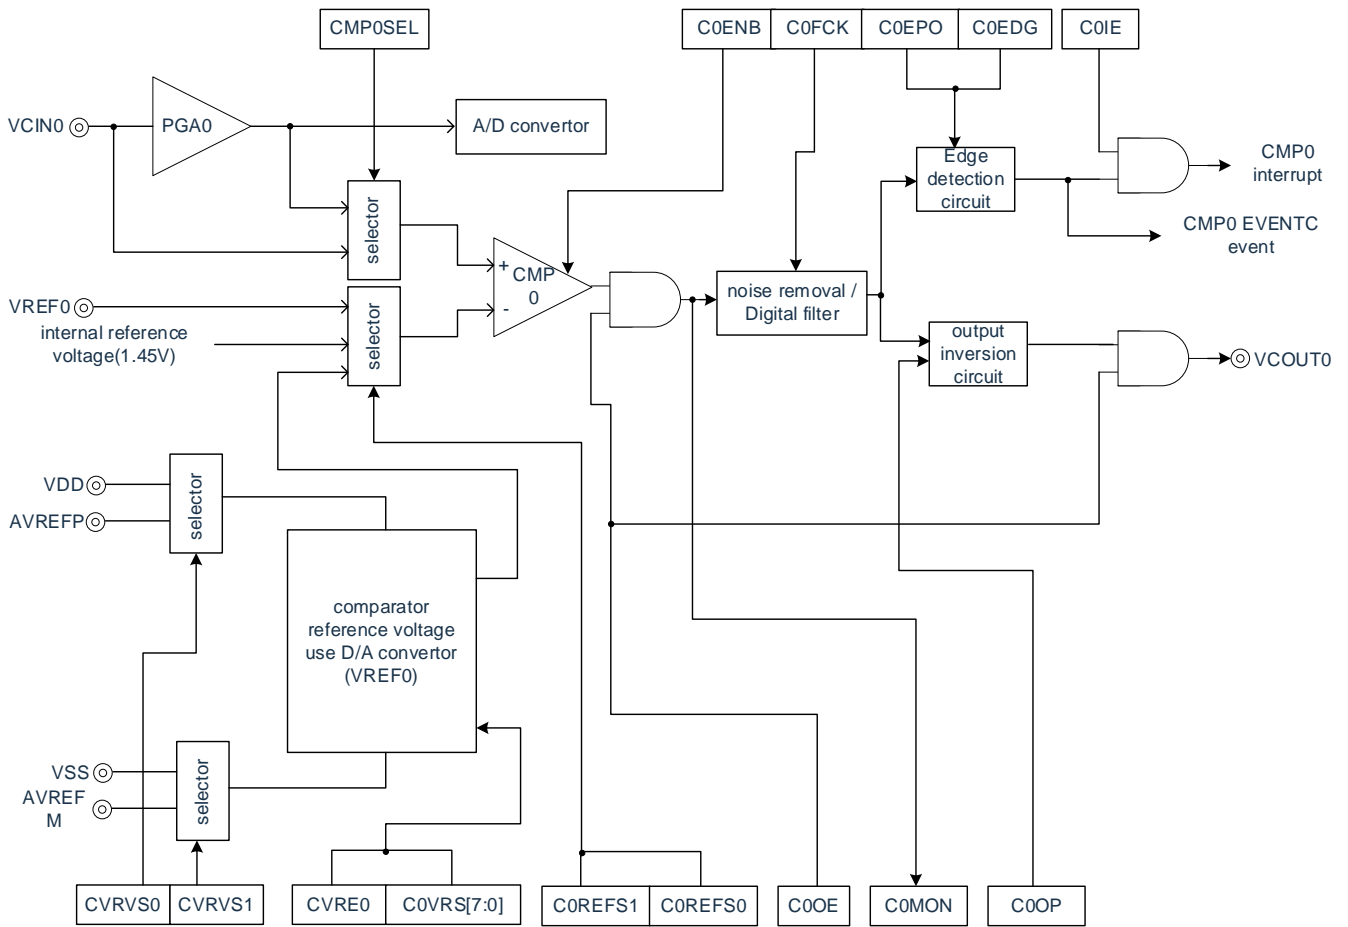 CMP0SEL
C0ENB
C0FCK
C0EPO
C0EDG
C0IE
VCIN0
PGA0
A/D convertor
Edge
detection
circuit
CMP0
interrupt
CMP0 EVENTC
event
selector
+
CMP
0
-
VREF0
internal reference
voltage(1.45V)
selector
noise removal /
Digital filter
output
inversion
circuit
VCOUT0
VDD
AVREFP
selector
comparator
reference voltage
use D/A convertor
(VREF0)
VSS
AVREF
M
selector
CVRVS0
CVRVS1
CVRE0
C0VRS[7:0]
C0REFS1
C0REFS0
C0OE
C0MON
C0OP